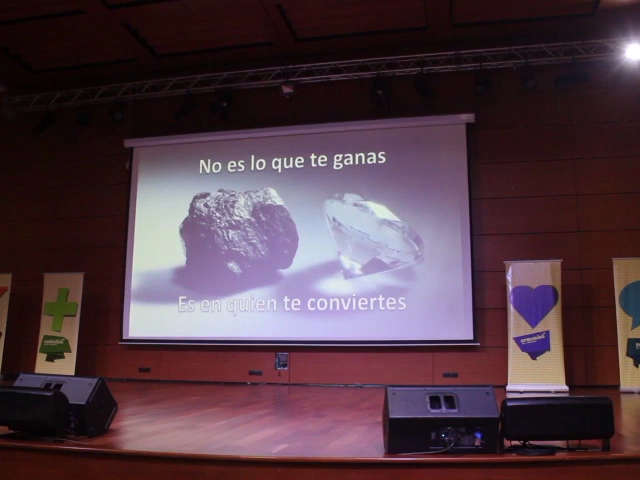 No es lo que te ganas
Es en quien te conviertes